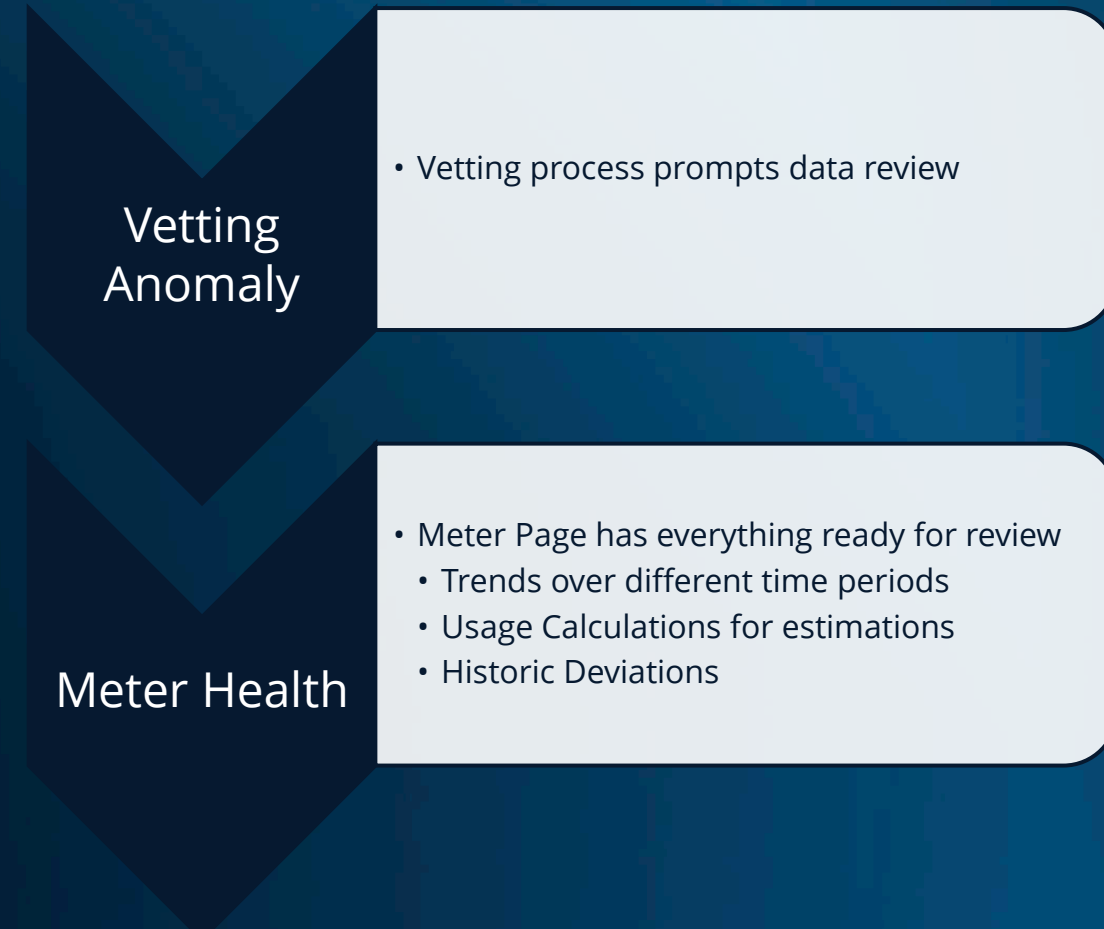 Vetting
Anomaly
• Vetting process prompts data review
Meter Health
• Meter Page has everything ready for review
• Trends over different time periods
• Usage Calculations for estimations
• Historic Deviations